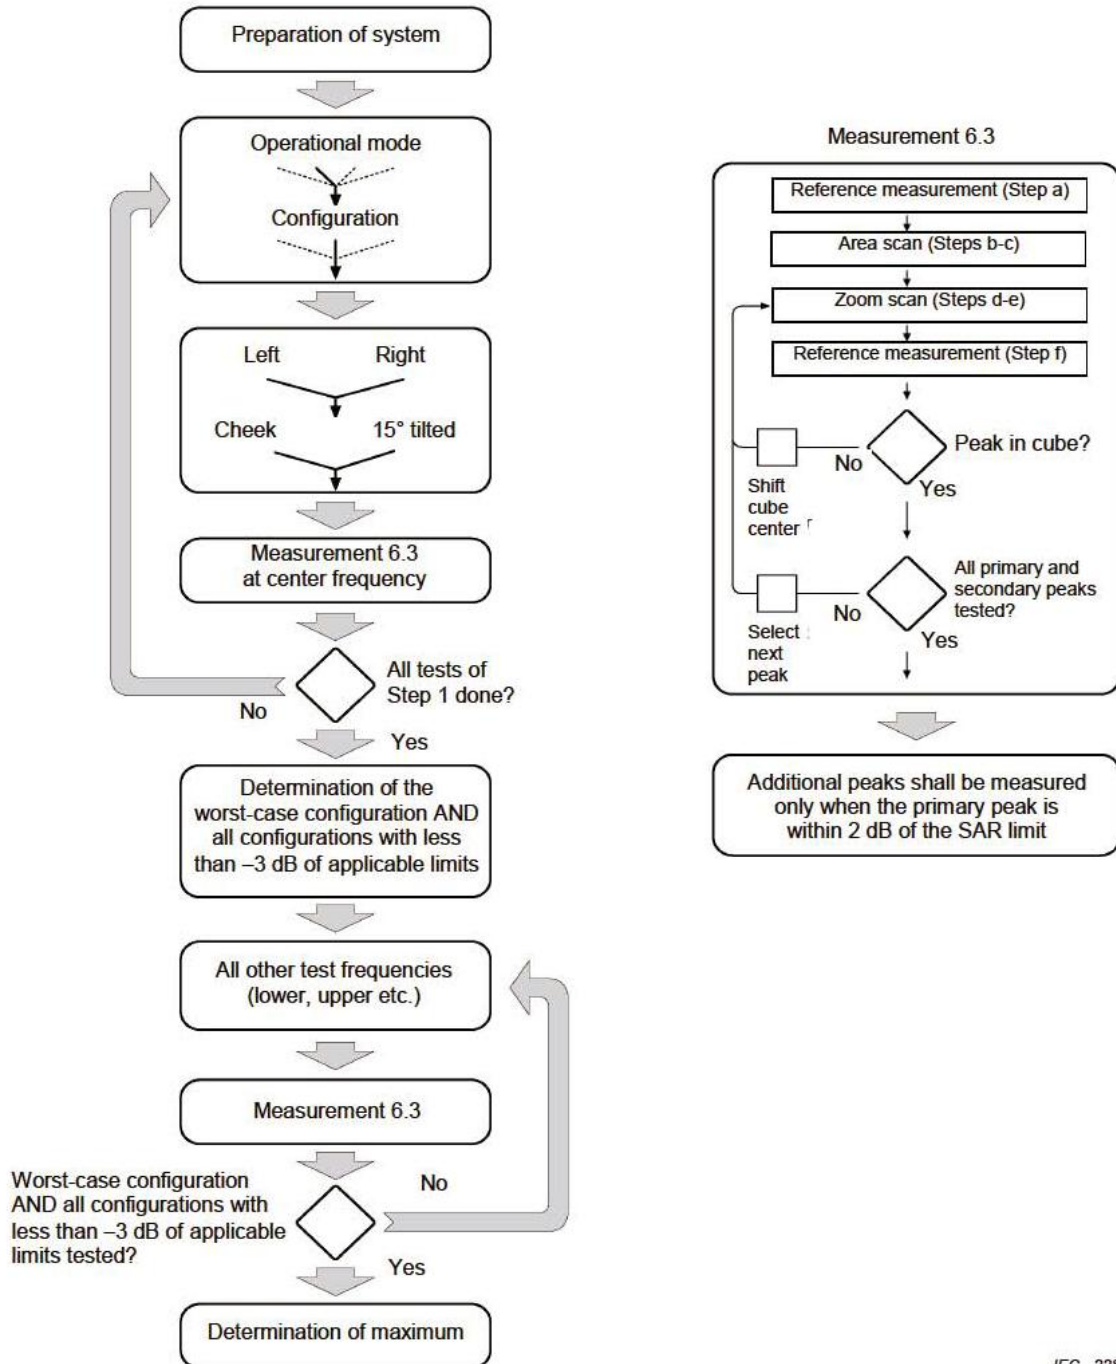 Preparation of system
Operational mode
Configuration
Left Right
Cheek 15° tilted
Measurement 6.3
at center frequency
All tests of
Step 1 done?
No
Yes
Determination of the
worst-case configuration AND
all configurations with less
than –3 dB of applicable limits
All other test frequencies
(lower, upper etc.)
Measurement 6.3
Worst-case configuration
AND all configurations with
less than –3 dB of applicable
limits tested?
No
Yes
Determination of maximum
Measurement 6.3
Reference measurement (Step a)
Area scan (Steps b-c)
Zoom scan (Steps d-e)
Reference measurement (Step f)
Peak in cube?
No
Yes
Shift
cube
center
All primary and
secondary peaks
tested?
No
Yes
Select
next
peak
Additional peaks shall be measured
only when the primary peak is
within 2 dB of the SAR limit
IEC